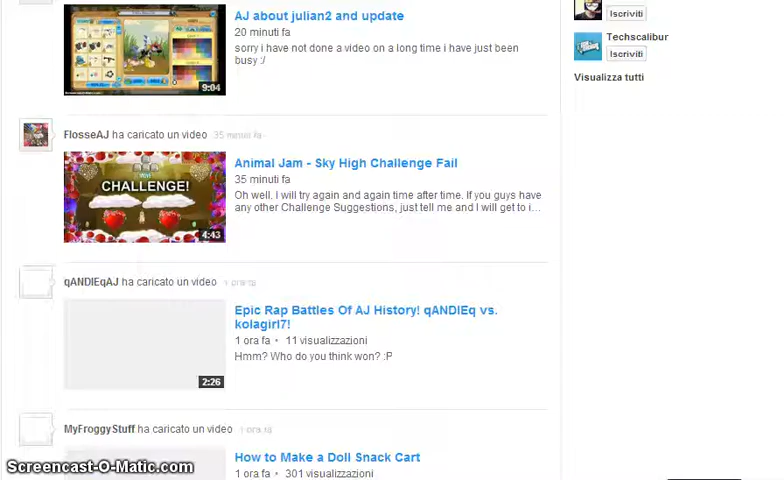 AJ about julian2 and update
20 minuti fa
sorry i have not done a video on a long time i have just been
busy :/
9:04
FlosseAJ ha caricato un video 35 minuti fa
Animal Jam - Sky High Challenge Fail
35 minuti fa
Oh well. I will try again and again time after time. If you guys have
any other Challenge Suggestions, just tell me and I will get to i...
CHALLENGE!
4:43
qANDIEqAJ ha caricato un video 1 ora fa
Epic Rap Battles Of AJ History! qANDIEq vs.
kolagirl7!
1 ora fa • 11 visualizzazioni
Hmm? Who do you think won? :P
2:26
MyFroggyStuff ha caricato un video 1 ora fa
How to Make a Doll Snack Cart
1 ora fa • 301 visualizzazioni
Iscriviti
Techscalibur
Iscriviti
Visualizza tutti
Screencast-O-Matic.com